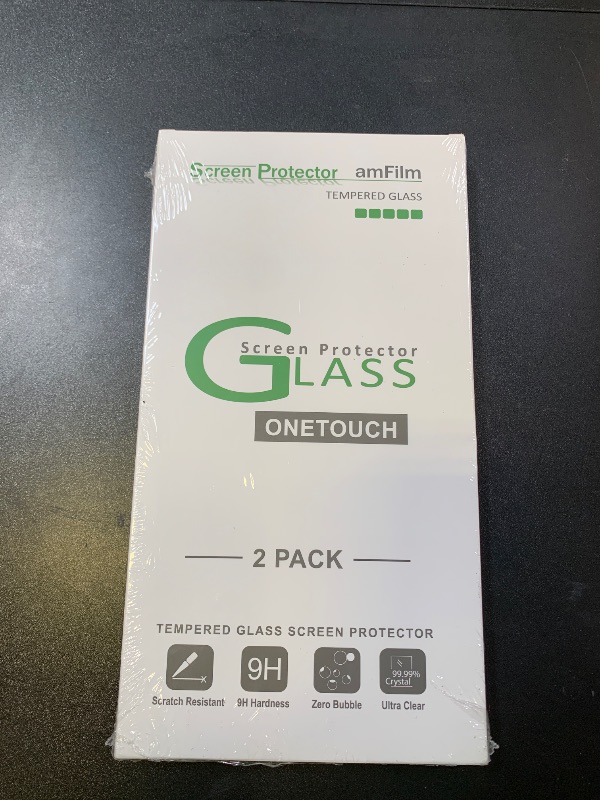 Screen Protector amFilm
TEMPERED GLASS
Screen Protector
GLASS
ONETOUCH
2 PACK
TEMPERED GLASS SCREEN PROTECTOR
9H
99.99%
Crystal
Scratch Resistant 9H Hardness Zero Bubble Ultra Clear